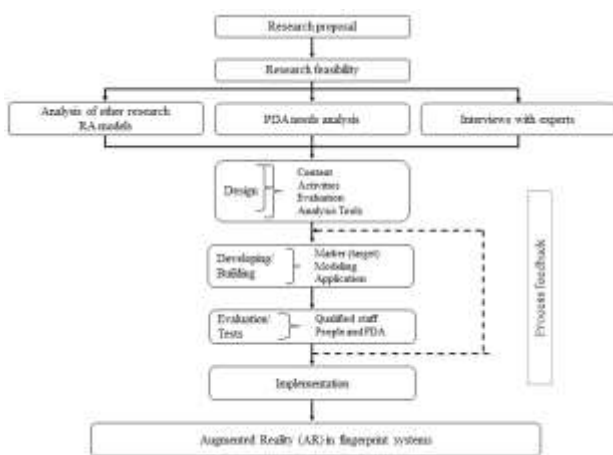 Research proposal
Research feasibility
Analysis of other research
RA models
PDA needs analysis
Interviews with experts
Design
Content
Activities
Evaluation
Analysis Tools
Developing/
Building
Marker (target)
Modeling
Application
Evaluation/
Tests
Qualified staff
People and PDA
Process feedback
Implementation
Augmented Reality (AR) in fingerprint systems